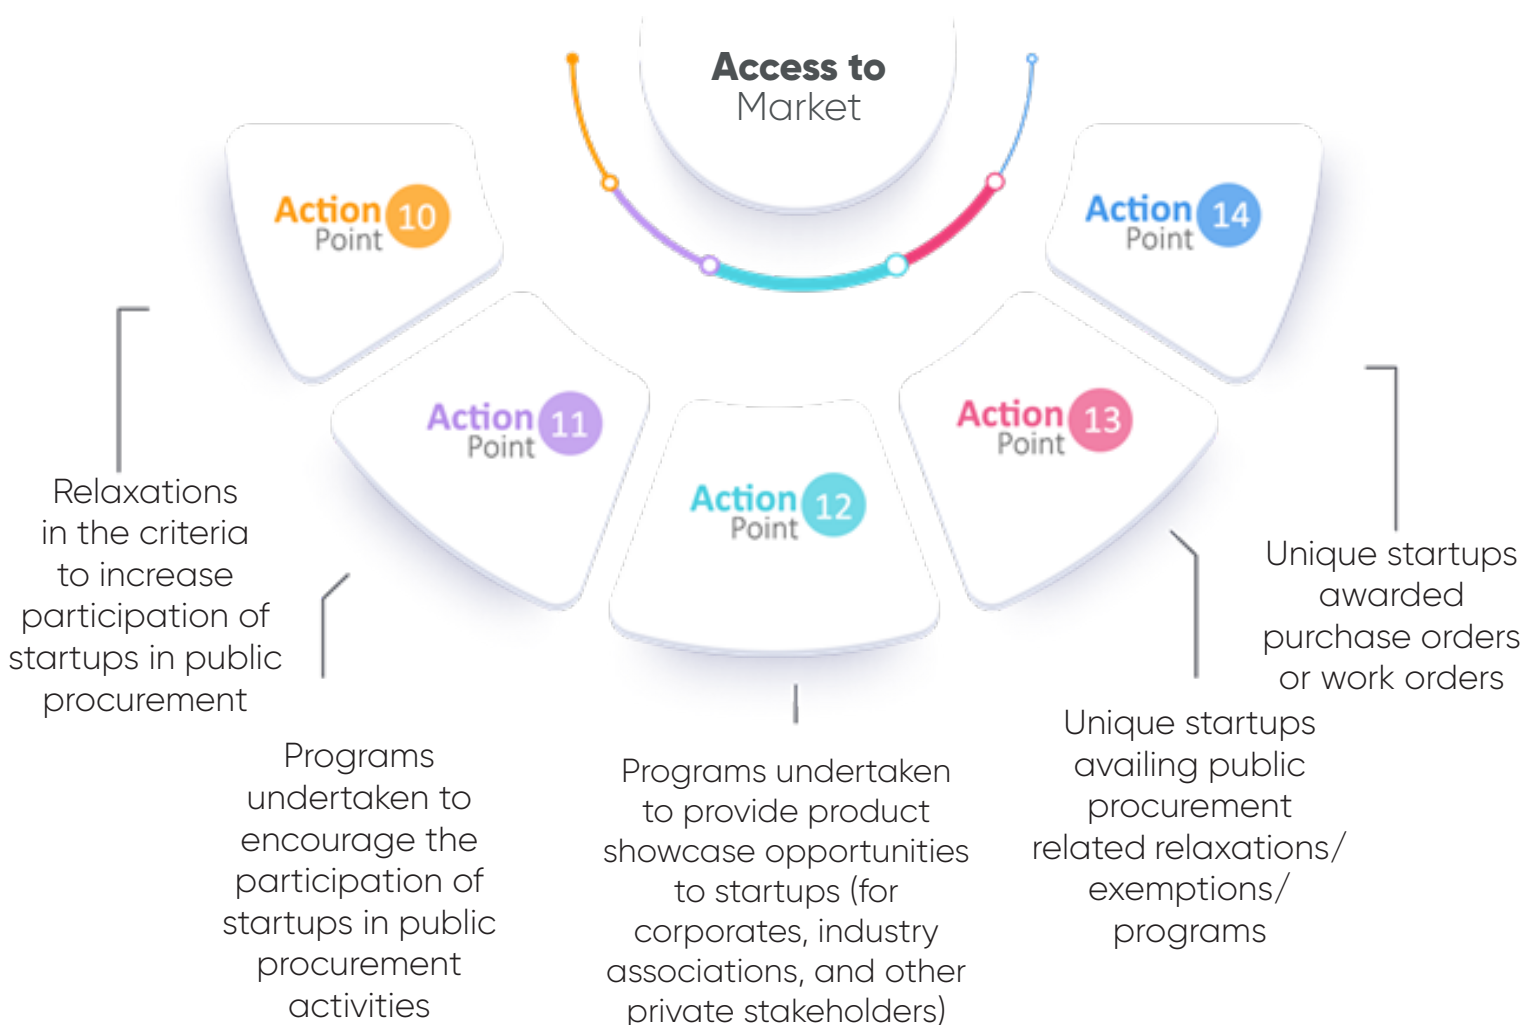 Access to
Market
Action
Point
10
Action
Point
11
Action
Point
12
Action
Point
13
Action
Point
14
Relaxations
in the criteria
to increase
participation of
startups in public
procurement
Programs
undertaken to
encourage the
participation of
startups in public
procurement
activities
Programs undertaken
to provide product
showcase opportunities
to startups (for
corporates, industry
associations, and other
private stakeholders)
Unique startups
availing public
procurement
related relaxations/
exemptions/
programs
Unique startups
awarded
purchase orders
or work orders